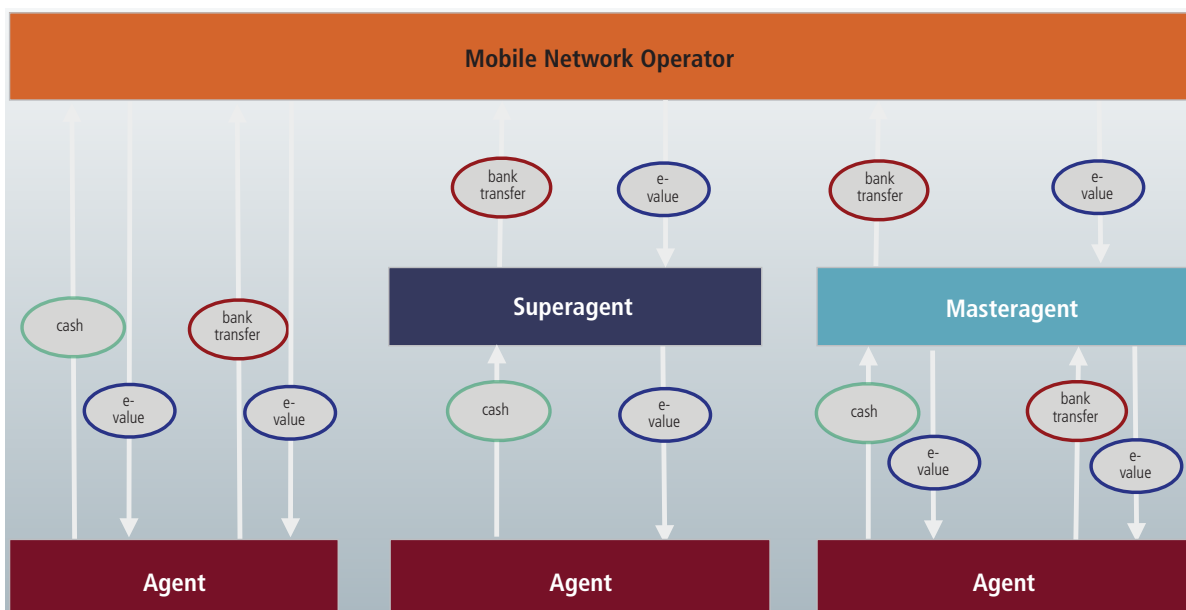 Mobile Network Operator
bank
transfer
e-
value
bank
transfer
e-
value
Superagent
Masteragent
cash
bank
transfer
e-
value
e-
value
cash
e-
value
cash
e-
value
bank
transfer
e-
value
Agent
Agent
Agent